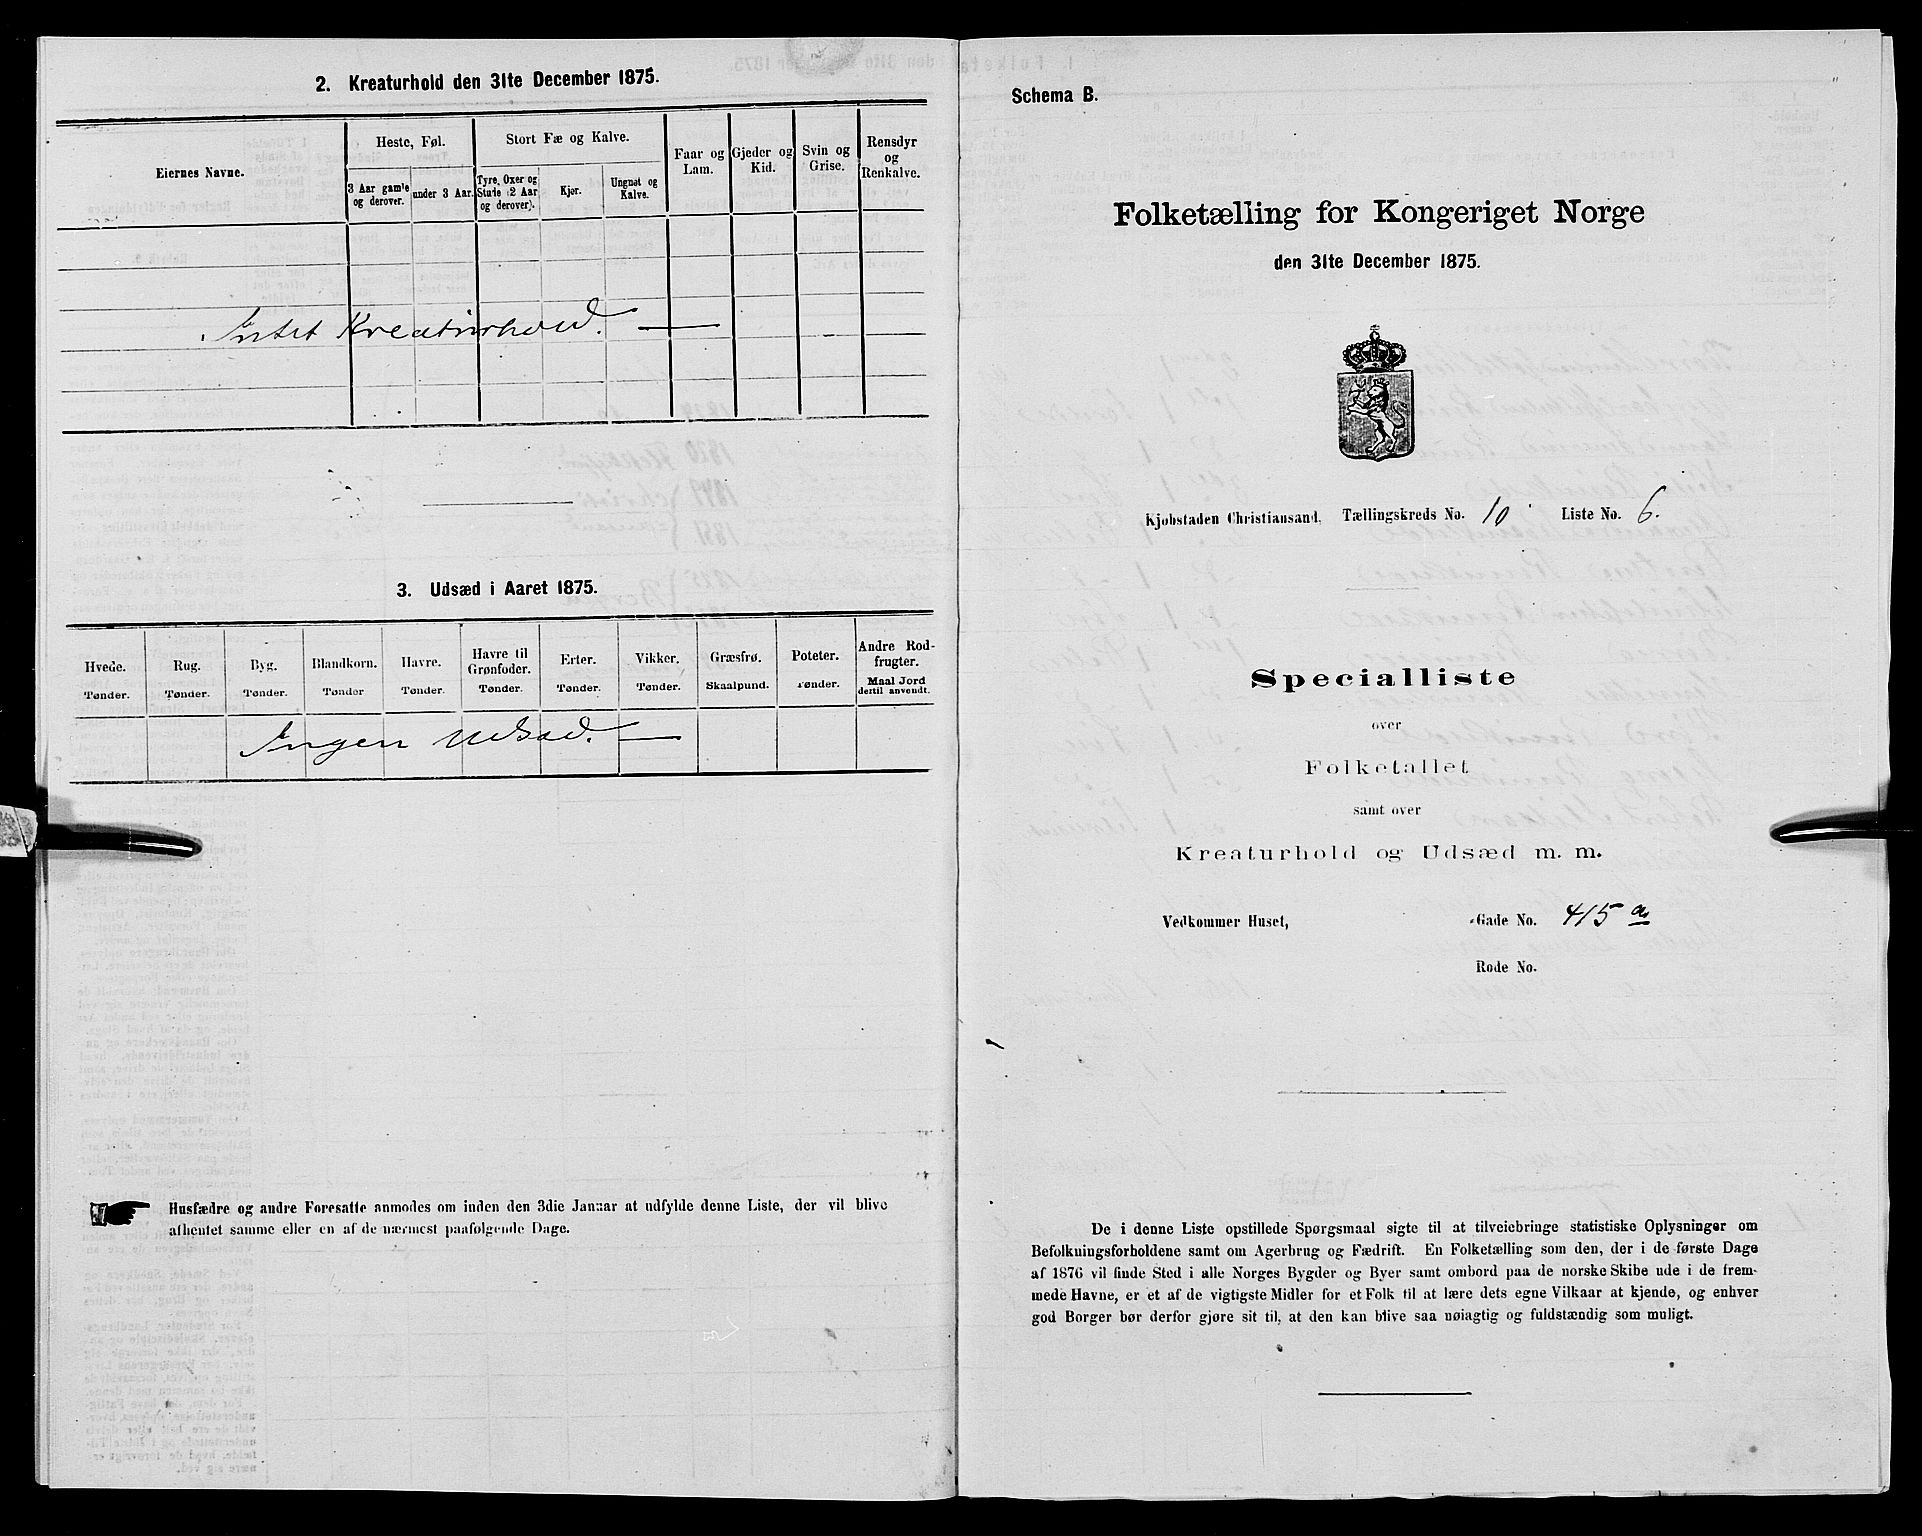 2. Kreaturhold den 31te December 1875.
Eiernes Navne.
Heste, Føl.
Stort Fæ og Kalve.
Faar og
Lam.
Gjeder og
Kid.
Svin og
Grise.
Rensdyr
og
Renkalve.
3 Aar gamle
og derover.
under 3 Aar.
Tyre, Oxer og
Stude (2 Aar
og derover).
Kjør.
Ungnøt og
Kalve.
Intet Kreaturhold. —
3. Udsæd i Aaret 1875.
Hvede.
Tønder.
Rug.
Tønder.
Byg.
Tønder.
Blandkorn.
Tønder
Havre.
Tønder.
Havre til
Grønfoder.
Tønder.
Erter.
Tønder.
Vikker.
Tønder.
Græsfrø.
Skaalpund.
Poteter.
Tønder.
Andre Rod-
frugter.
Maal Jord
dertil anvendt.
Ingen Udsæd. —
Husfædre og andre Foresatte anmodes om inden den 3die Januar at udfylde denne Liste, der vil blive
afhentet samme eller en af de nærmest paafølgende Dage.
Schema B.
Folketælling for Kongeriget Norge
den 31te December 1875.
Kjøbstaden Christiansand, Tællingskreds No. 10. Liste No. 6.
Specialliste
over
Folketallet
samt over
Kreaturhold og Udsæd m. m.
Vedkommer Huset, -Gade No. 415 a
Rode No.
De i denne Liste opstillede Spørgsmaal sigte til at tilveiebringe statistiske Oplysninger om
Befolkningsforholdene samt om Agerbrug og Fædrift. En Folketælling som den, der i de første Dage
af 1876 vil finde Sted i alle Norges Bygder og Byer samt ombord paa de norske Skibe ude i de frem-
mede Havne, er et af de vigtigste Midler for et Folk til at lære dets egne Vilkaar at kjende, og enhver
god Borger bør derfor gjøre sit til, at den kan blive saa nøiagtig og fuldstændig som muligt.